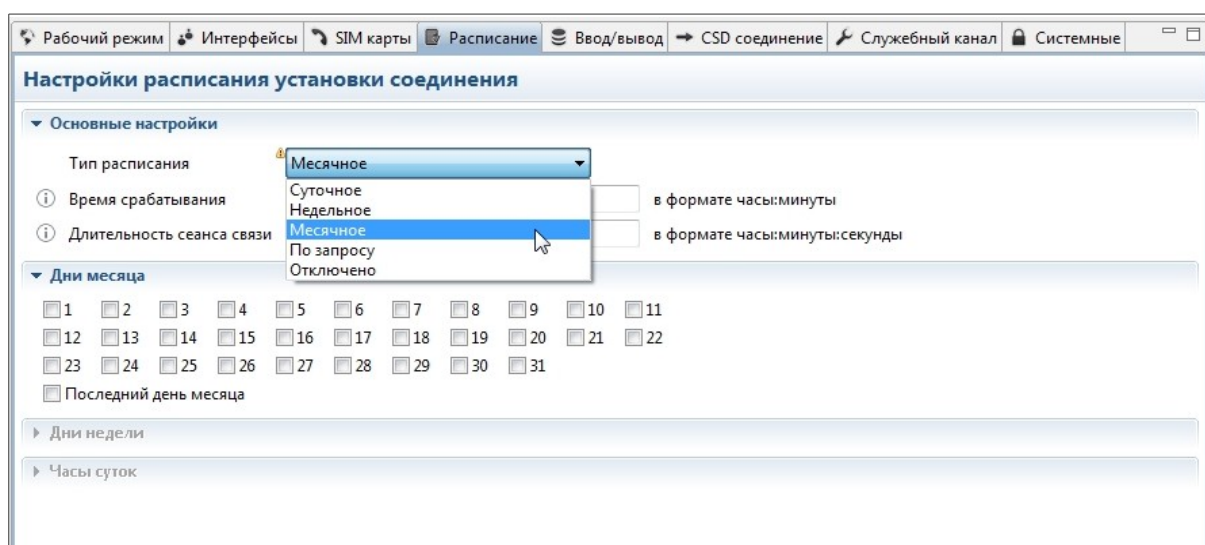 Рабочий режим Интерфейсы SIM карты Расписание Ввод/вывод CSD соединение Служебный канал Системные
Настройки расписания установки соединения
Основные настройки
Тип расписания Месячное
Суточное
Время срабатывания в формате часы:минуты
Недельное
Длительность сеанса связи Месячное в формате часы:минуты:секунды
По запросу
Отключено
Дни месяца
1 2 3 4 5 6 7 8 9 10 11
12 13 14 15 16 17 18 19 20 21 22
23 24 25 26 27 28 29 30 31
Последний день месяца
Дни недели
Часы суток